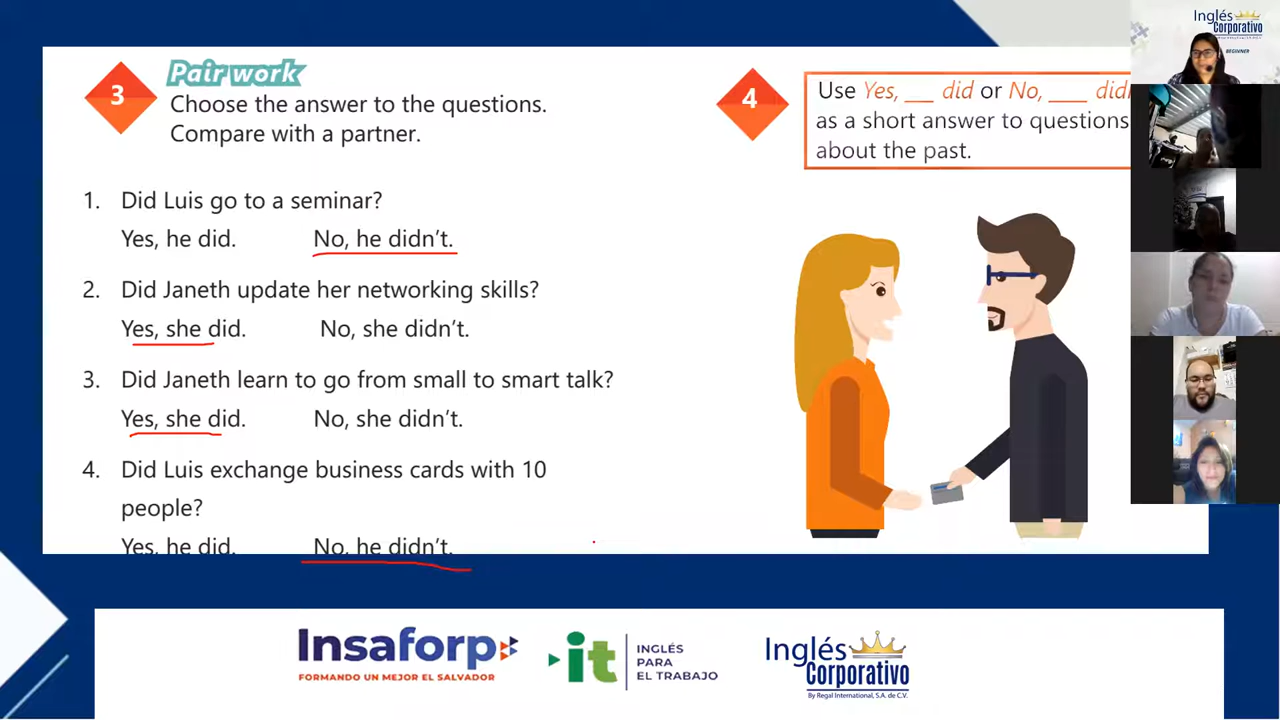 3
Pair work
Choose the answer to the questions.
Compare with a partner.
1. Did Luis go to a seminar?
Yes, he did. No, he didn't.
2. Did Janeth update her networking skills?
Yes, she did. No, she didn't.
3. Did Janeth learn to go from small to smart talk?
Yes, she did. No, she didn't.
4. Did Luis exchange business cards with 10
people?
Yes, he did. No, he didn't.
4
Use Yes, ___ did or No, ____ did
as a short answer to questions
about the past.
Inglés
Corporativo
BEGINNER
Insaforp
FORMANDO UN MEJOR EL SALVADOR
it
INGLÉS
PARA
EL TRABAJO
Inglés
Corporativo
By Regal International, S.A. de C.V.